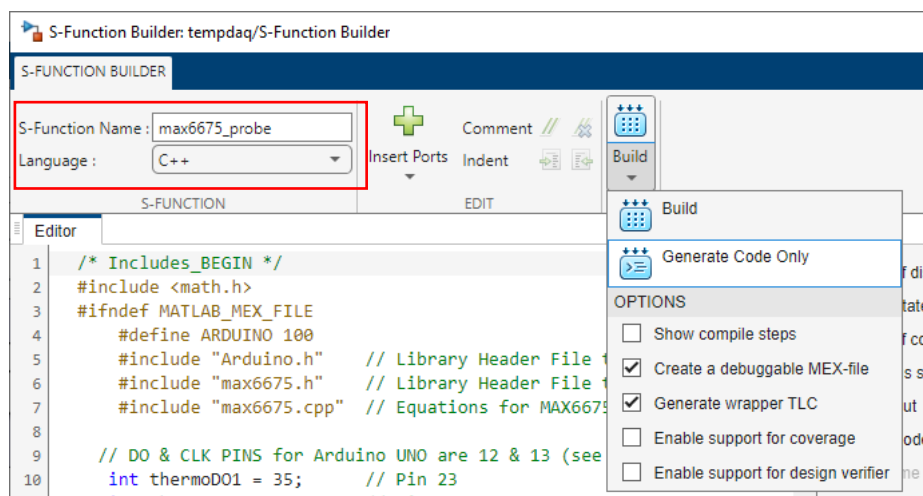 S-Function Builder: tempdaq/S-Function Builder
S-FUNCTION BUILDER
S-Function Name : max6675_probe
Language : C++
S-FUNCTION
Insert Ports
Comment
Indent
EDIT
Build
Build
Generate Code Only
OPTIONS
Show compile steps
Create a debuggable MEX-file
Generate wrapper TLC
Enable support for coverage
Enable support for design verifier
Editor
1 /* Includes_BEGIN */
2 #include <math.h>
3 #ifndef MATLAB_MEX_FILE
4 #define ARDUINO 100
5 #include "Arduino.h" // Library Header File
6 #include "max6675.h" // Library Header File
7 #include "max6675.cpp" // Equations for MAX6675
8
9 // DO & CLK PINS for Arduino UNO are 12 & 13 (see
10 int thermoDO1 = 35; // Pin 23